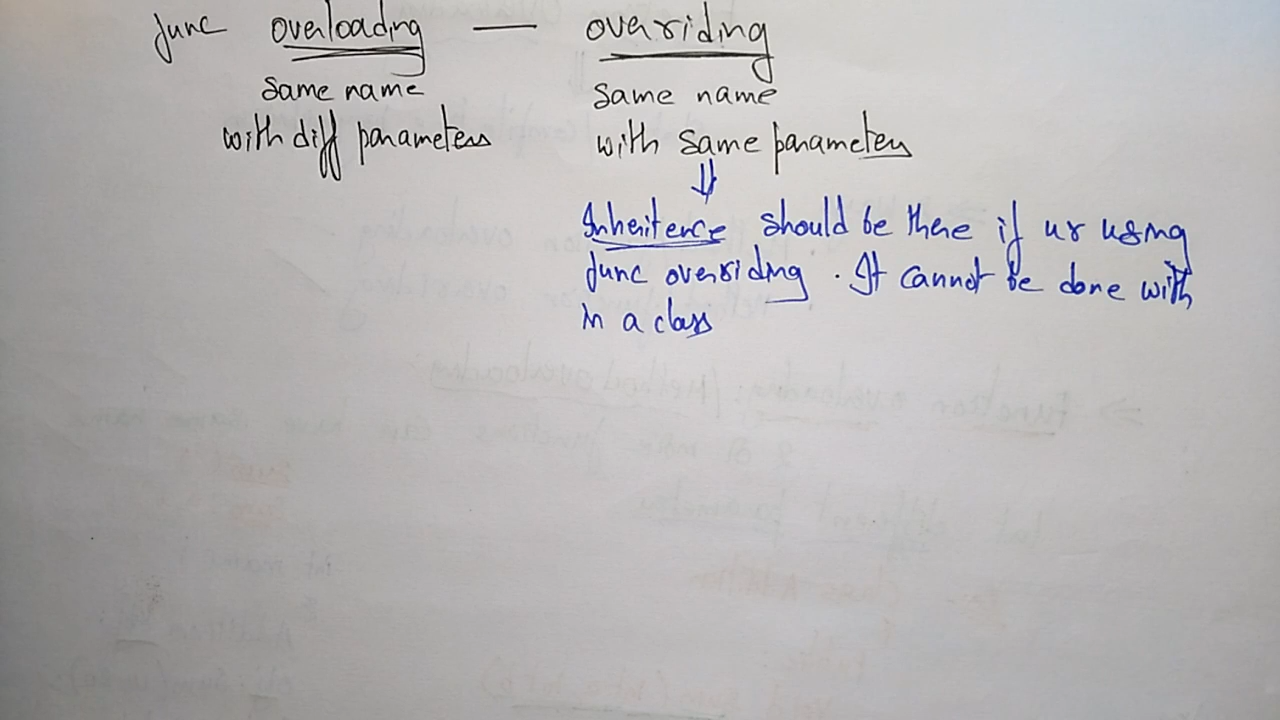 func overloading — overriding
same name same name
with diff parameters with same parameters
⇓
Inheritence should be there if ur using
func overriding. It cannot be done with
in a class